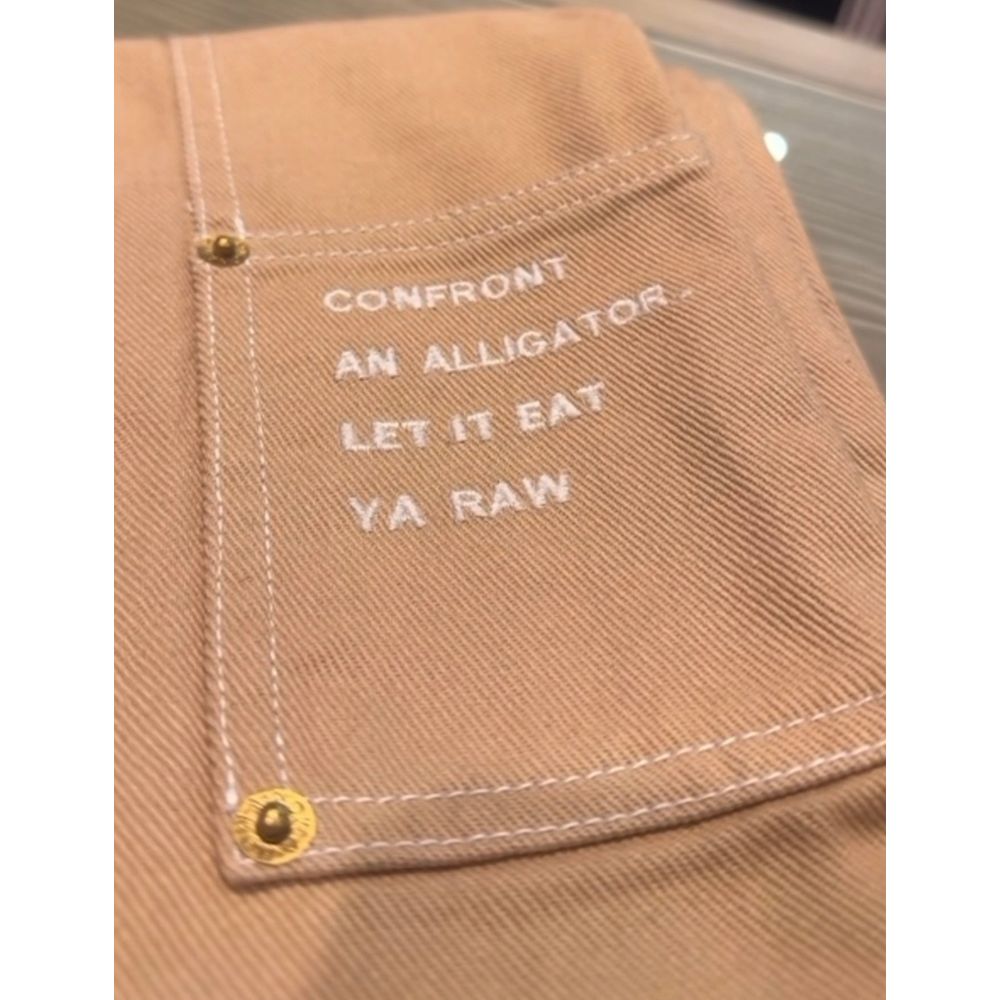 CONFRONT
AN ALLIGATOR..
LET IT EAT
YA RAW